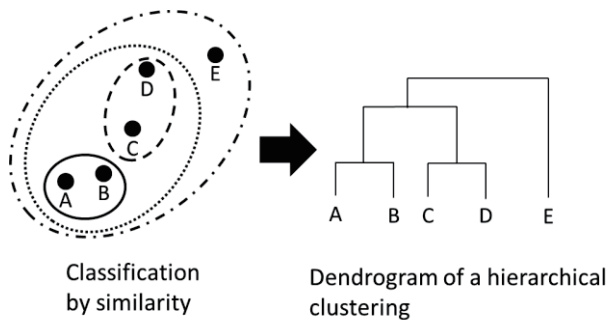 E
D
C
B
A
A B C D E
Classification
by similarity
Dendrogram of a hierarchical
clustering